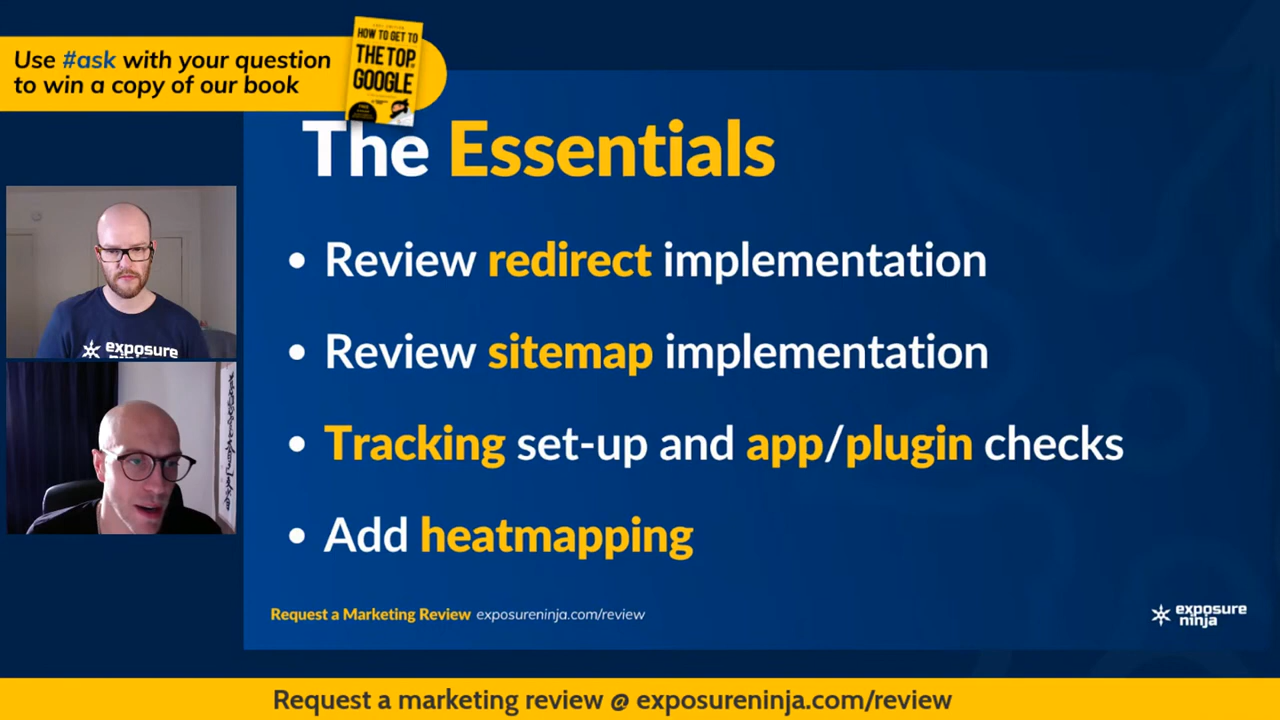 Use #ask with your question
to win a copy of our book
HOW TO GET TO
THE TOP OF
GOOGLE
The Essentials
• Review redirect implementation
• Review sitemap implementation
• Tracking set-up and app/plugin checks
• Add heatmapping
exposure
ninja
Request a Marketing Review exposureninja.com/review
exposure
ninja
Request a marketing review @ exposureninja.com/review